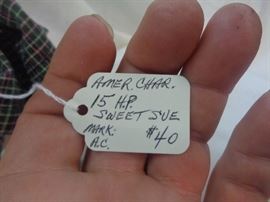 AMER. CHAR.
15 H.P.
SWEET SUE
MARK: $40
A.C.